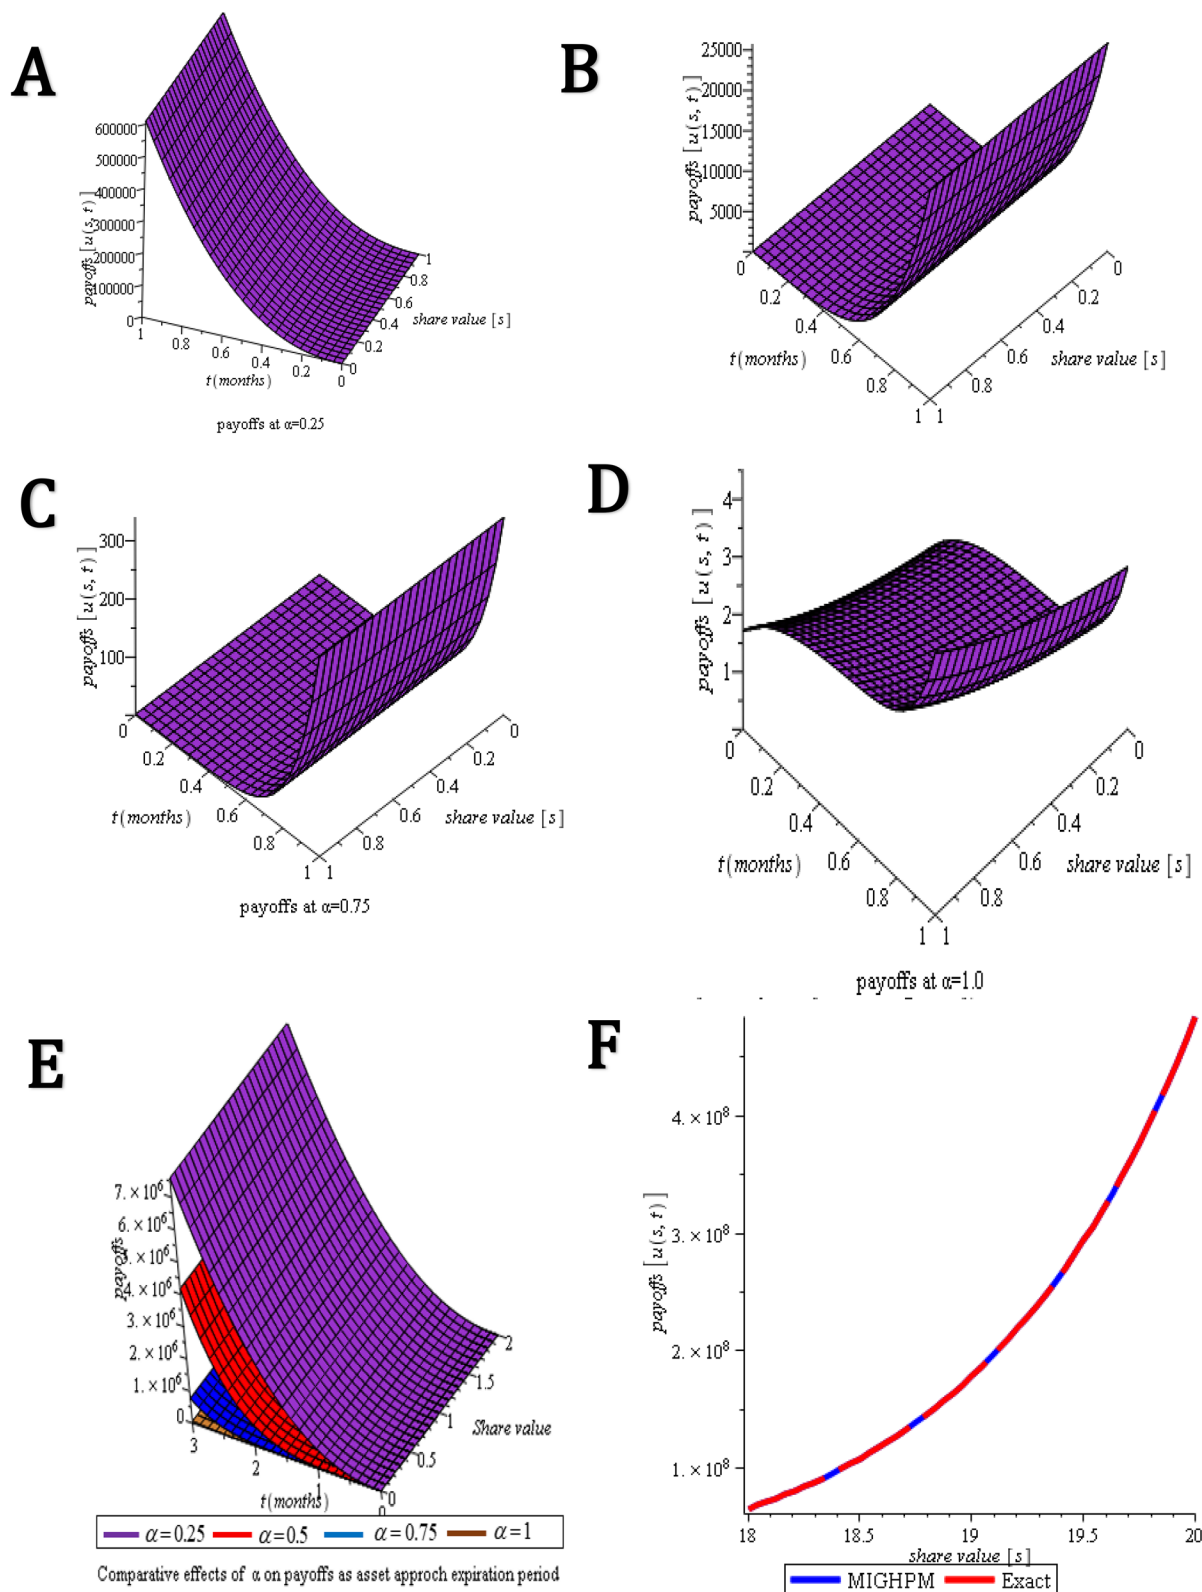 A
600000
500000
400000
300000
200000
100000
0
payoffs [u(s, t)]
1
0.8
0.6
0.4
0.2
0
t(months)
0
0.2
0.4
0.6
0.8
1
share value [s]
payoffs at α=0.25
B
25000
20000
15000
10000
5000
payoffs [u(s, t)]
0
0.2
0.4
0.6
0.8
1
t(months)
1
0.8
0.6
0.4
0.2
0
share value [s]
C
300
200
100
payoffs [u(s, t)]
0
0.2
0.4
0.6
0.8
1
t(months)
1
0.8
0.6
0.4
0.2
0
share value [s]
payoffs at α=0.75
D
4
3
2
1
payoffs [u(s, t)]
0
0.2
0.4
0.6
0.8
1
t(months)
1
0.8
0.6
0.4
0.2
0
share value [s]
payoffs at α=1.0
E
7. × 10⁶
6. × 10⁶
5. × 10⁶
4. × 10⁶
3. × 10⁶
2. × 10⁶
1. × 10⁶
0
payoffs
3
2
1
0
t(months)
0
0.5
1
1.5
2
Share value
α=0.25 α=0.5 α=0.75 α=1
Comparative effects of α on payoffs as asset approch expiration period
F
4. × 10⁸
3. × 10⁸
2. × 10⁸
1. × 10⁸
payoffs [u(s, t)]
18 18.5 19 19.5 20
share value [s]
MIGHPM Exact